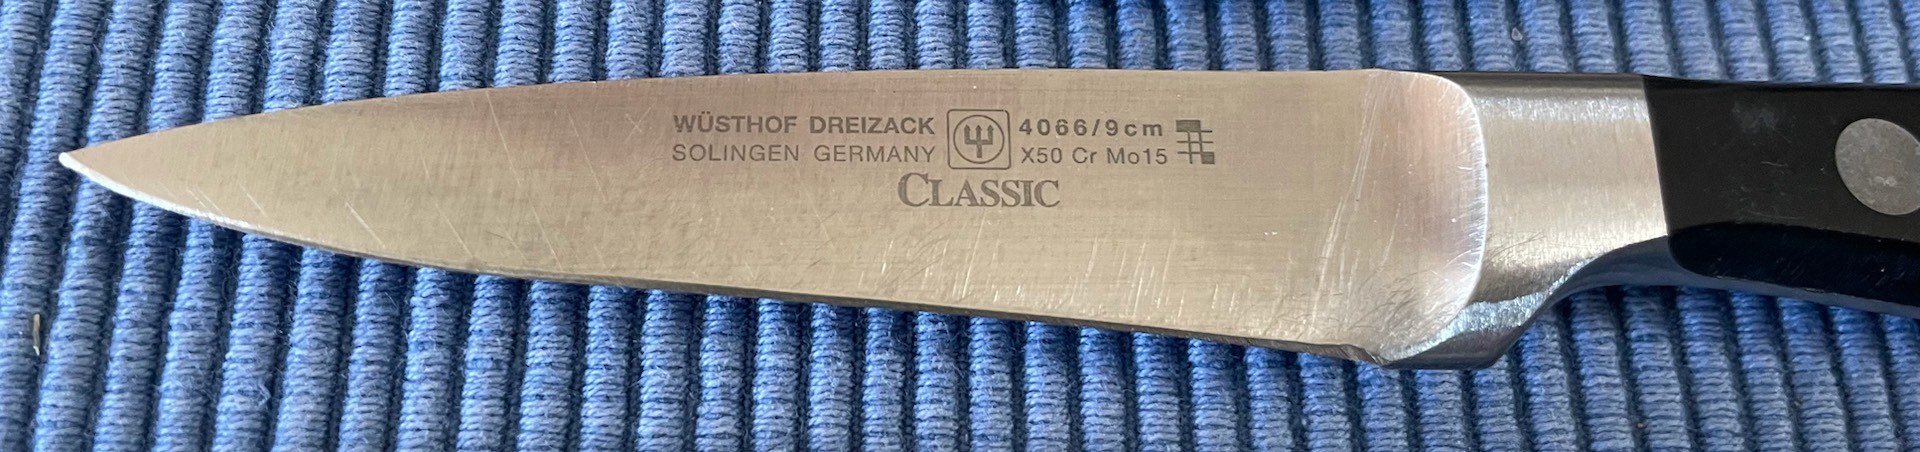 WÜSTHOF DREIZACK 4066/9cm
SOLINGEN GERMANY X50 Cr Mo15
CLASSIC